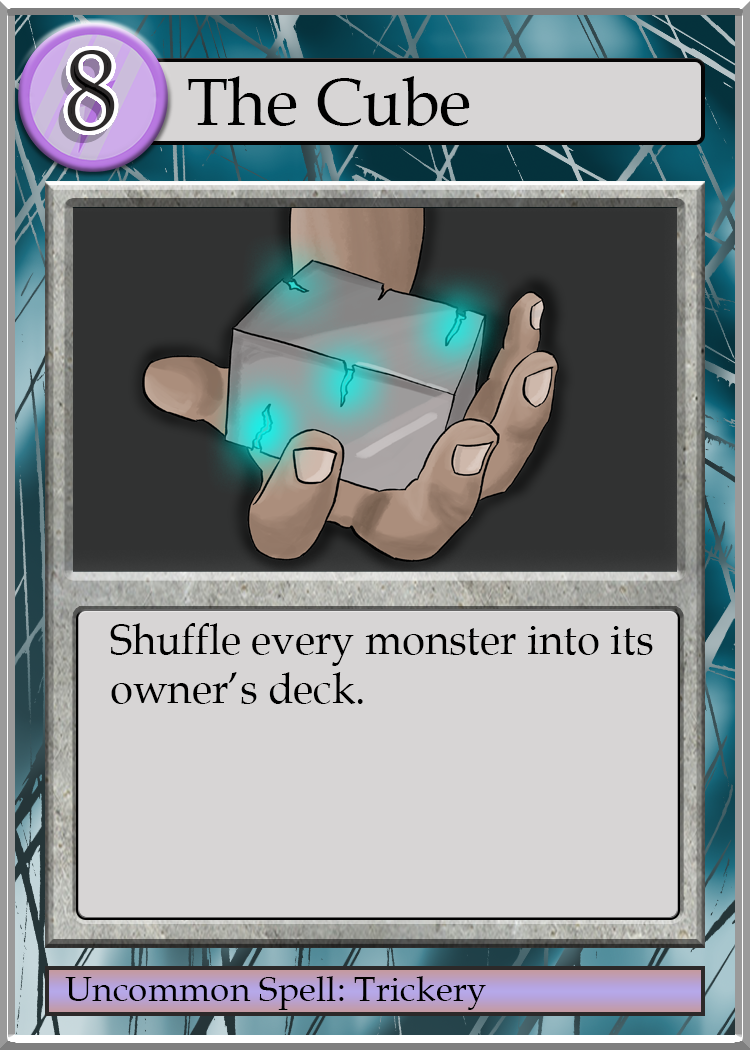 8
The Cube
Shuffle every monster into its
owner’s deck.
Uncommon Spell: Trickery